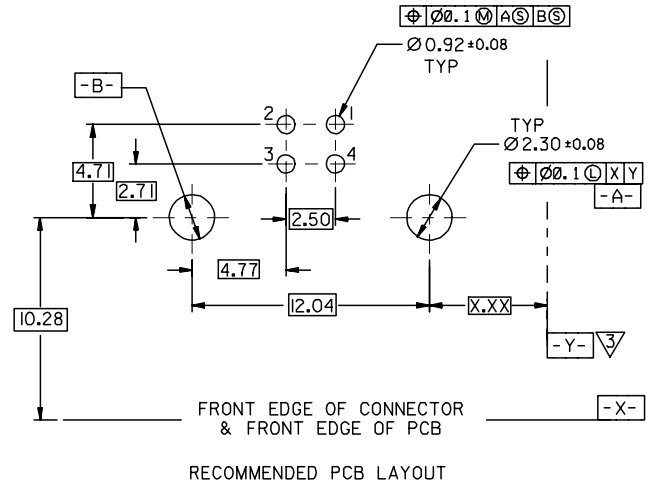 ⌖ Ø0.1 Ⓜ AⓈ BⓈ
Ø0.92 ±0.08
TYP
-B-
2 1
3 4
TYP
Ø2.30 ±0.08
⌖ Ø0.1 Ⓛ X Y
-A-
4.71
2.71
2.50
4.77
12.04
X.XX
10.28
-Y- 3
FRONT EDGE OF CONNECTOR
& FRONT EDGE OF PCB
-X-
RECOMMENDED PCB LAYOUT